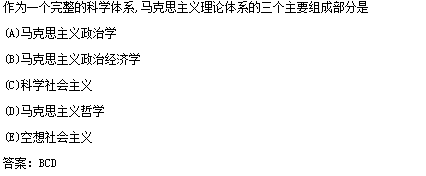 作为一个完整的科学体系,马克思主义理论体系的三个主要组成部分是
(A)马克思主义政治学
(B)马克思主义政治经济学
(C)科学社会主义
(D)马克思主义哲学
(E)空想社会主义
答案：BCD